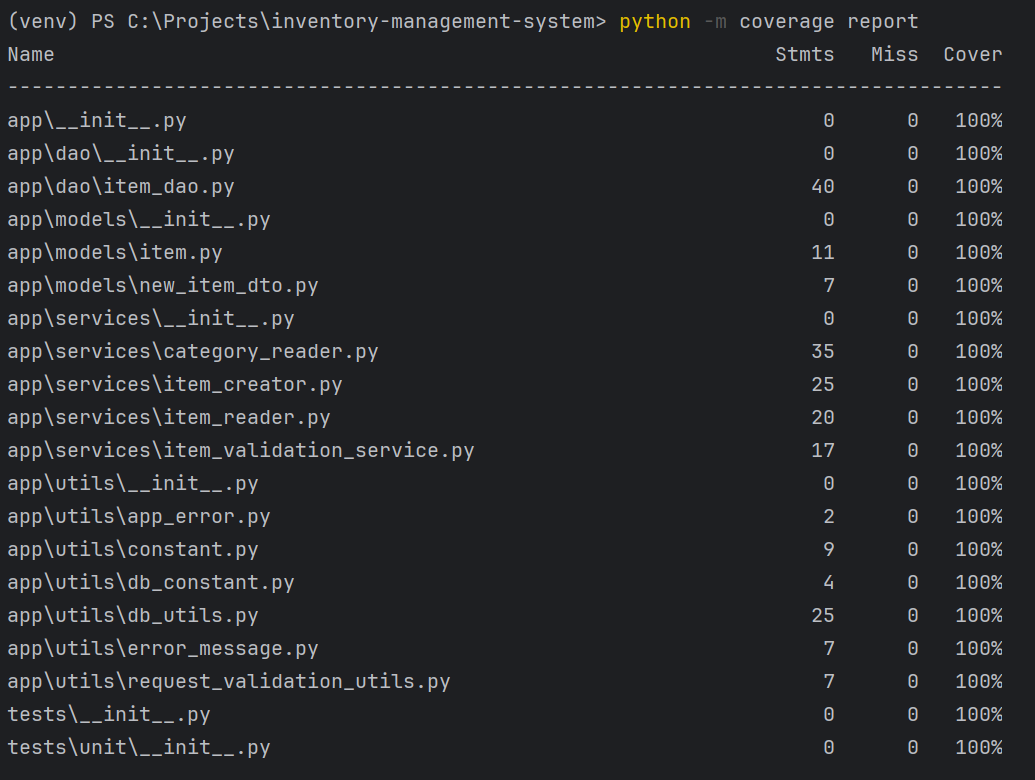 (venv) PS C:\Projects\inventory-management-system> python -m coverage report
Name                                                            Stmts   Miss  Cover
-----------------------------------------------------------------------------------
app\__init__.py                                                     0      0   100%
app\dao\__init__.py                                                 0      0   100%
app\dao\item_dao.py                                                40      0   100%
app\models\__init__.py                                              0      0   100%
app\models\item.py                                                 11      0   100%
app\models\new_item_dto.py                                          7      0   100%
app\services\__init__.py                                            0      0   100%
app\services\category_reader.py                                    35      0   100%
app\services\item_creator.py                                       25      0   100%
app\services\item_reader.py                                        20      0   100%
app\services\item_validation_service.py                            17      0   100%
app\utils\__init__.py                                               0      0   100%
app\utils\app_error.py                                              2      0   100%
app\utils\constant.py                                               9      0   100%
app\utils\db_constant.py                                            4      0   100%
app\utils\db_utils.py                                              25      0   100%
app\utils\error_message.py                                          7      0   100%
app\utils\request_validation_utils.py                               7      0   100%
tests\__init__.py                                                   0      0   100%
tests\unit\__init__.py                                              0      0   100%